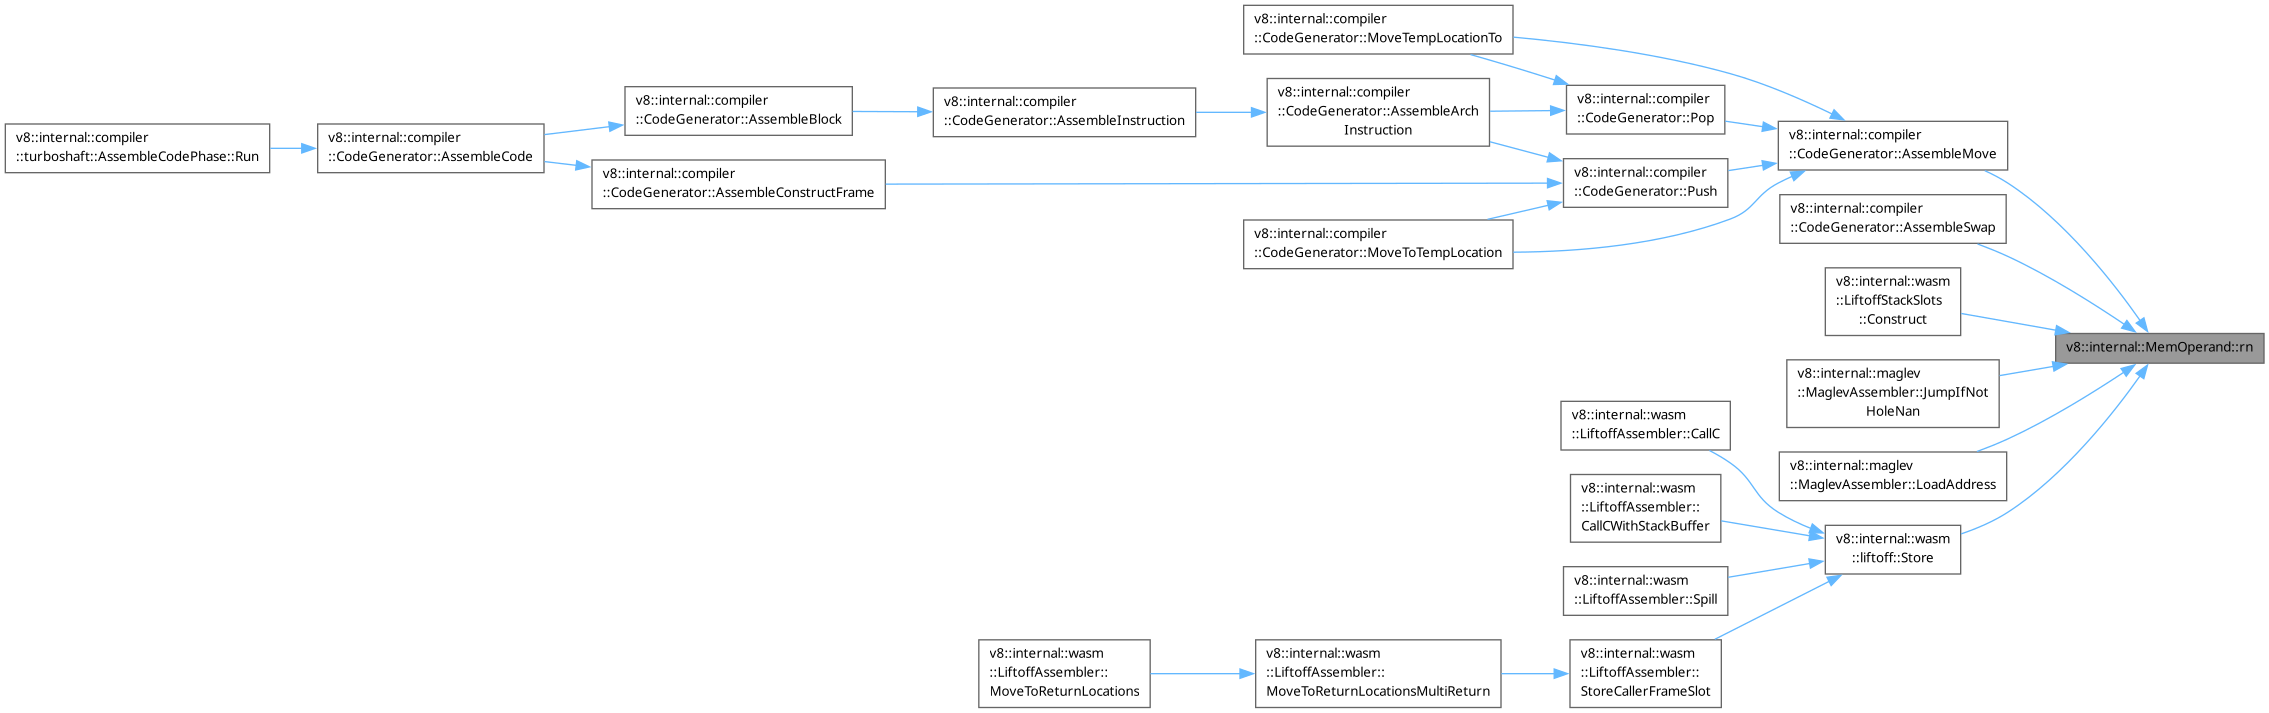 v8::internal::compiler
::turboshaft::AssembleCodePhase::Run
v8::internal::compiler
::CodeGenerator::AssembleCode
v8::internal::compiler
::CodeGenerator::AssembleBlock
v8::internal::compiler
::CodeGenerator::AssembleConstructFrame
v8::internal::compiler
::CodeGenerator::AssembleInstruction
v8::internal::compiler
::CodeGenerator::MoveTempLocationTo
v8::internal::compiler
::CodeGenerator::AssembleArch
Instruction
v8::internal::compiler
::CodeGenerator::MoveToTempLocation
v8::internal::compiler
::CodeGenerator::Pop
v8::internal::compiler
::CodeGenerator::Push
v8::internal::compiler
::CodeGenerator::AssembleMove
v8::internal::compiler
::CodeGenerator::AssembleSwap
v8::internal::wasm
::LiftoffStackSlots
::Construct
v8::internal::MemOperand::rn
v8::internal::maglev
::MaglevAssembler::JumpIfNot
HoleNan
v8::internal::maglev
::MaglevAssembler::LoadAddress
v8::internal::wasm
::liftoff::Store
v8::internal::wasm
::LiftoffAssembler::CallC
v8::internal::wasm
::LiftoffAssembler::
CallCWithStackBuffer
v8::internal::wasm
::LiftoffAssembler::Spill
v8::internal::wasm
::LiftoffAssembler::
StoreCallerFrameSlot
v8::internal::wasm
::LiftoffAssembler::
MoveToReturnLocationsMultiReturn
v8::internal::wasm
::LiftoffAssembler::
MoveToReturnLocations